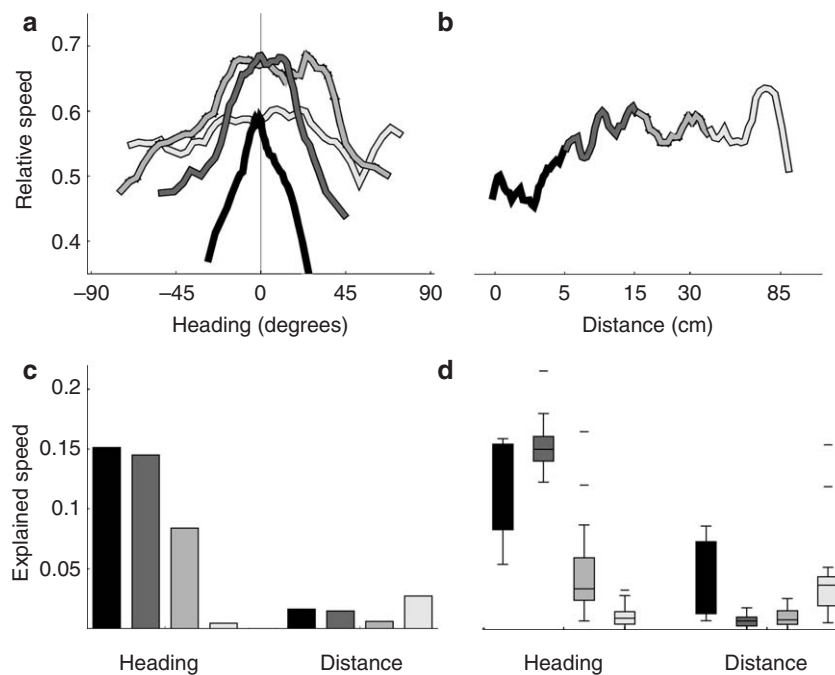 a
b
0.7
0.6
0.5
0.4
Relative speed
–90
–45
0
45
90
Heading (degrees)
0
5
15
30
85
Distance (cm)
c
d
0.2
0.15
0.1
0.05
Explained speed
Heading
Distance
Heading
Distance